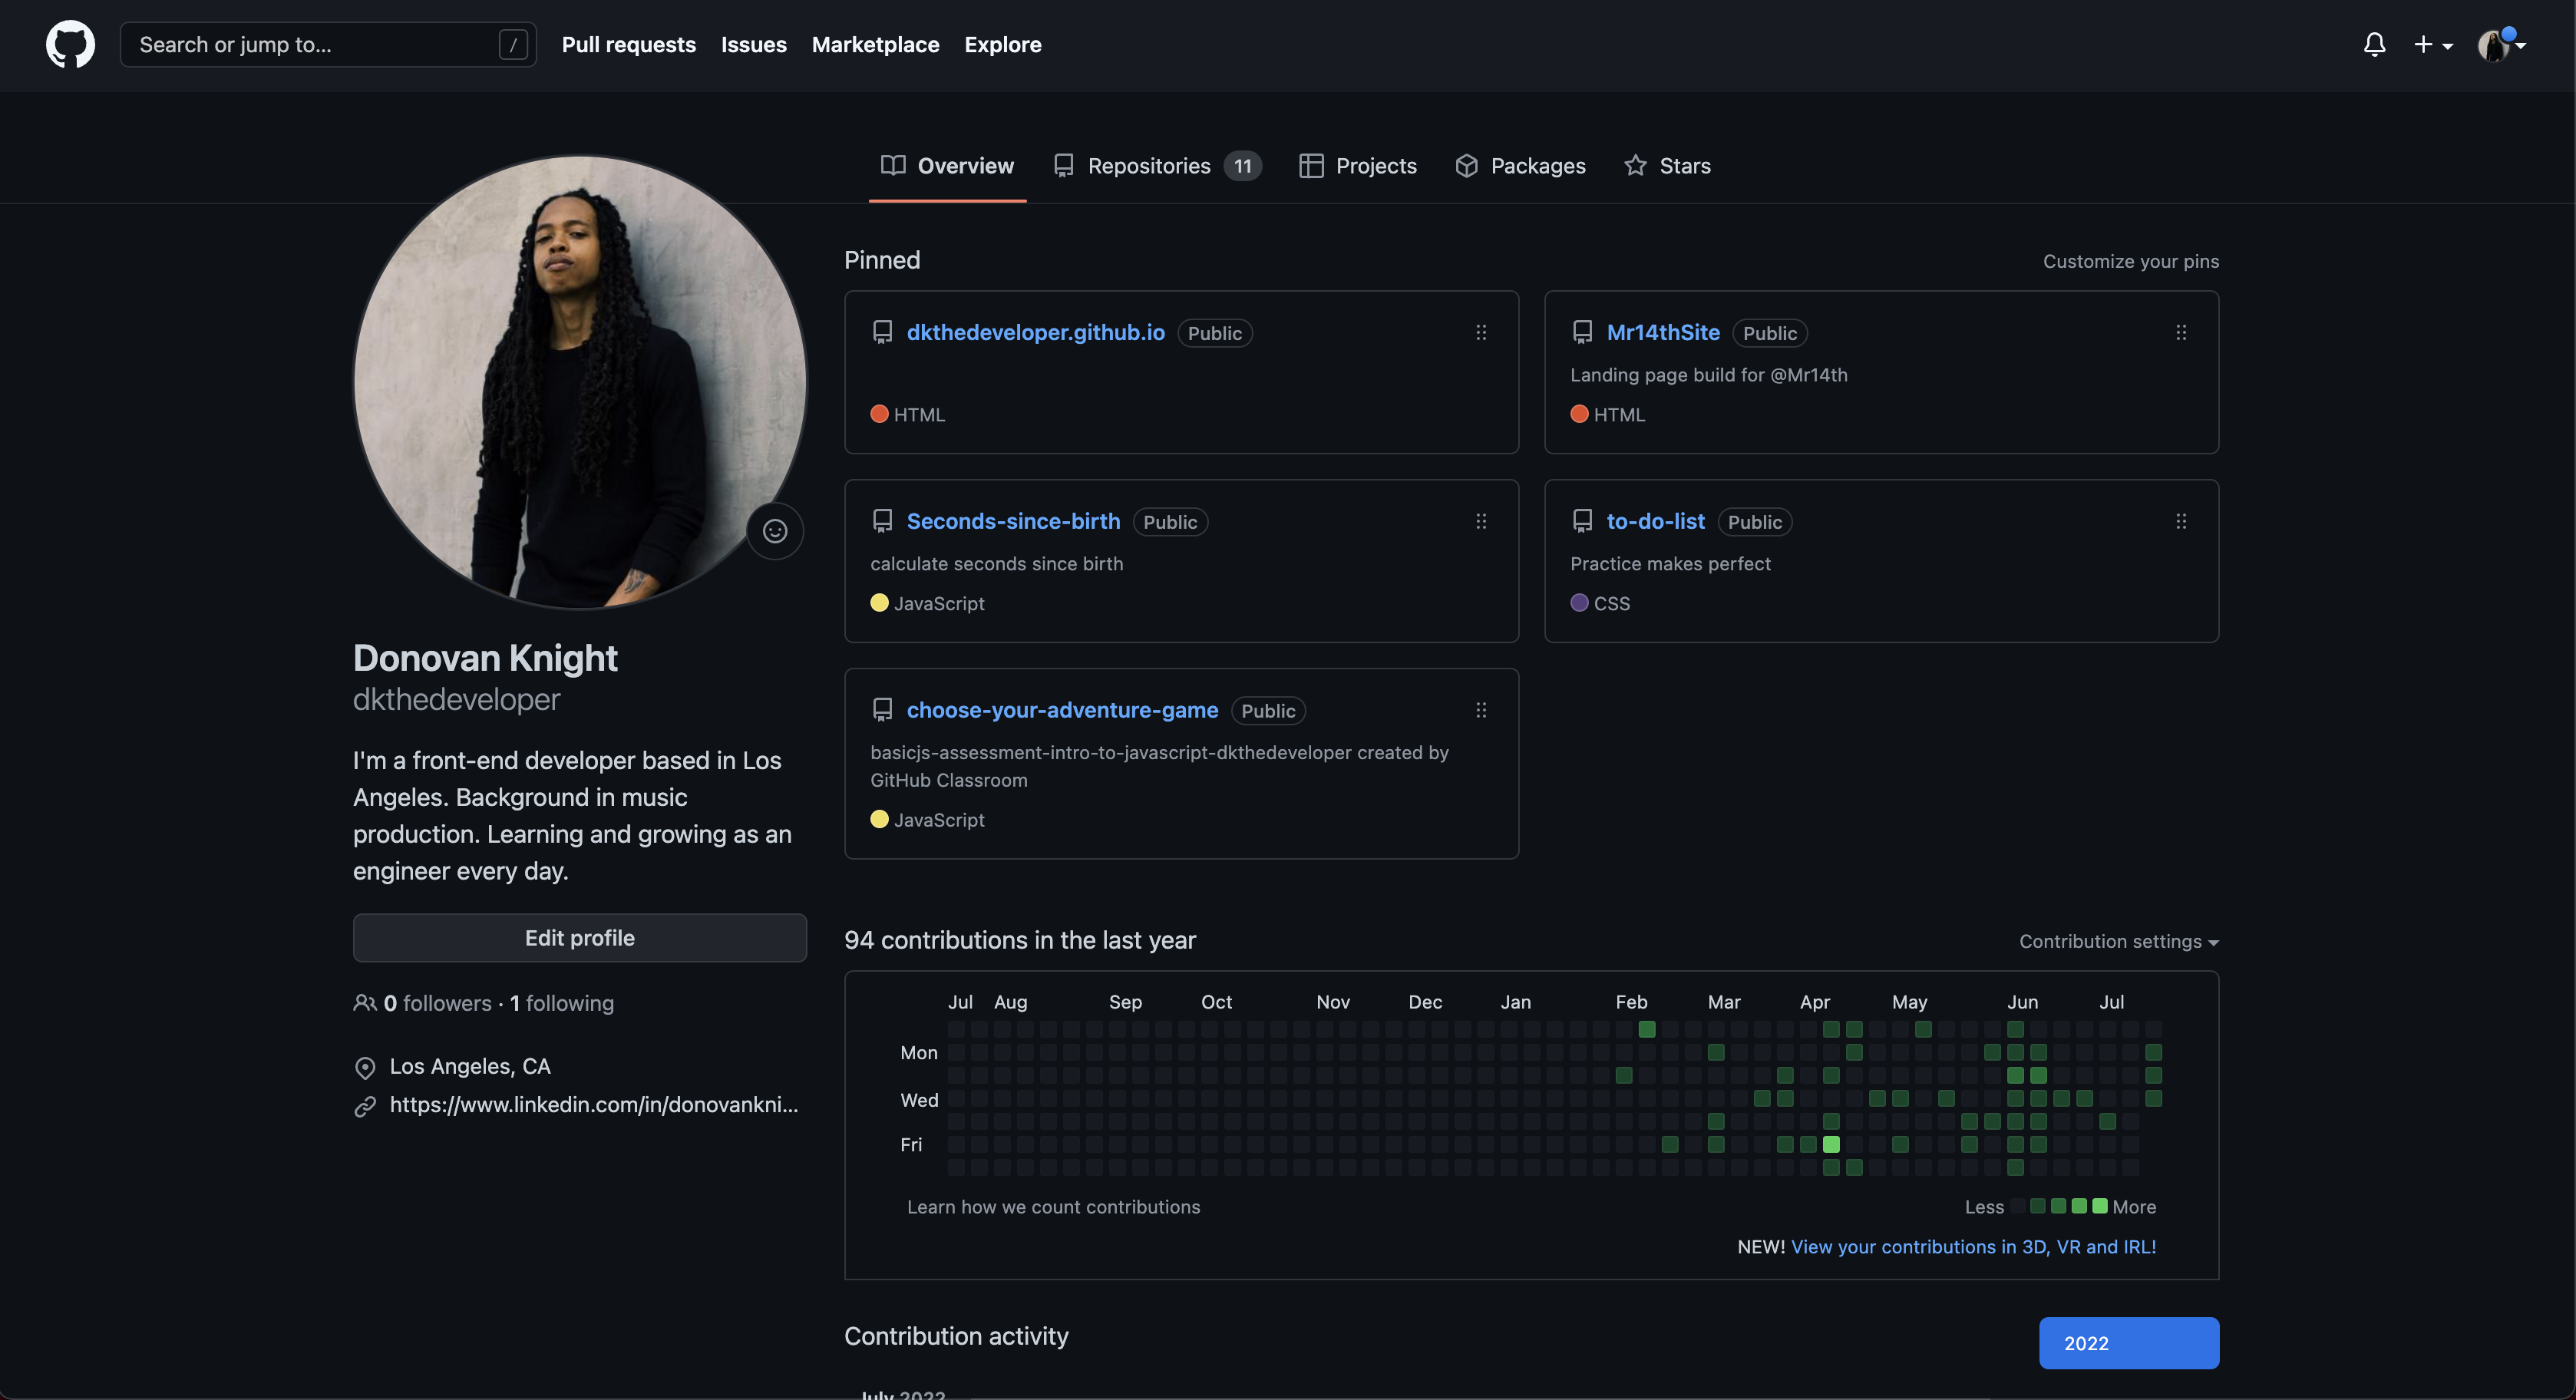 Search or jump to...
/
Pull requests
Issues
Marketplace
Explore
Overview
Repositories 11
Projects
Packages
Stars
Donovan Knight
dkthedeveloper
I'm a front-end developer based in Los
Angeles. Background in music
production. Learning and growing as an
engineer every day.
Edit profile
0 followers · 1 following
Los Angeles, CA
https://www.linkedin.com/in/donovankni...
Pinned
Customize your pins
dkthedeveloper.github.io Public
HTML
Mr14thSite Public
Landing page build for @Mr14th
HTML
Seconds-since-birth Public
calculate seconds since birth
JavaScript
to-do-list Public
Practice makes perfect
CSS
choose-your-adventure-game Public
basicjs-assessment-intro-to-javascript-dkthedeveloper created by
GitHub Classroom
JavaScript
94 contributions in the last year
Contribution settings
Jul Aug Sep Oct Nov Dec Jan Feb Mar Apr May Jun Jul
Mon
Wed
Fri
Learn how we count contributions
Less More
NEW! View your contributions in 3D, VR and IRL!
Contribution activity
2022
July 2022